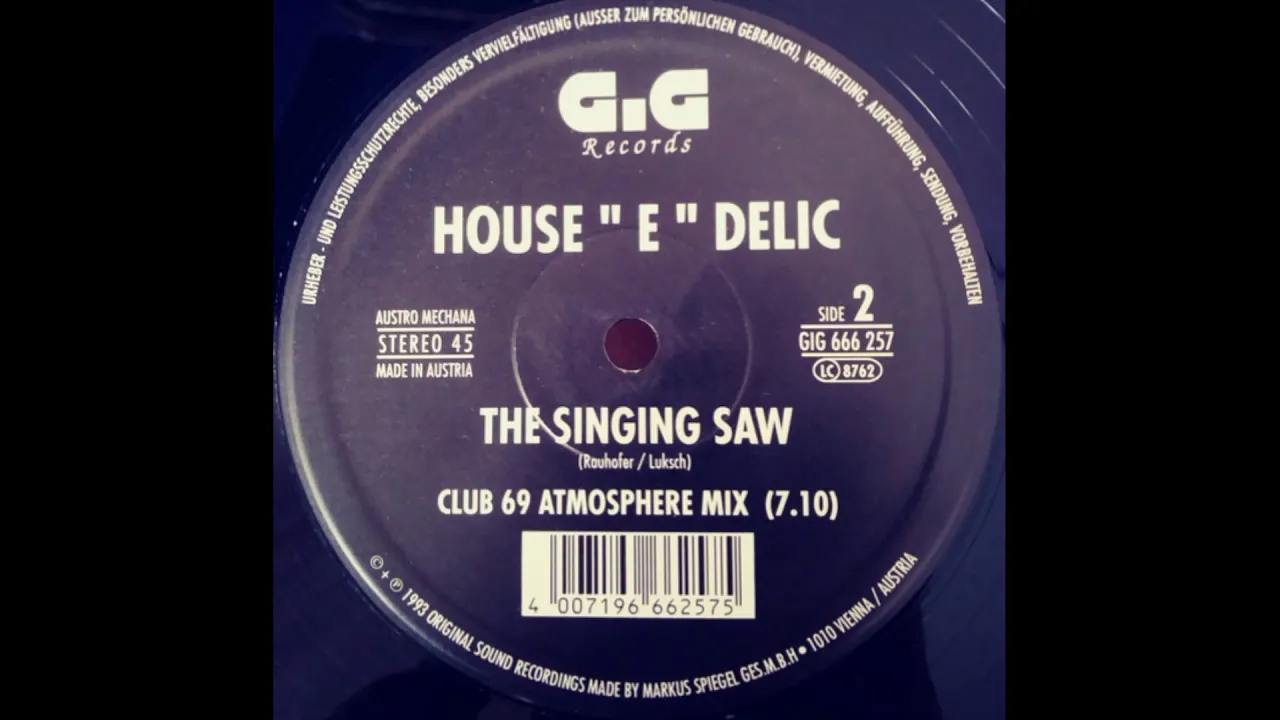 URHEBER - UND LEISTUNGSSCHUTZRECHTE, BESONDERS VERVIELFÄLTIGUNG (AUSSER ZUM PERSÖNLICHEN GEBRAUCH), VERMIETUNG, AUFFÜHRUNG, SENDUNG, VORBEHALTEN
GiG
Records
HOUSE " E " DELIC
AUSTRO MECHANA
STEREO 45
MADE IN AUSTRIA
SIDE 2
GIG 666 257
LC 8762
THE SINGING SAW
(Rauhofer / Luksch)
CLUB 69 ATMOSPHERE MIX (7.10)
4 007196 662575
© + ℗ 1993 ORIGINAL SOUND RECORDINGS MADE BY MARKUS SPIEGEL GES.M.B.H • 1010 VIENNA / AUSTRIA